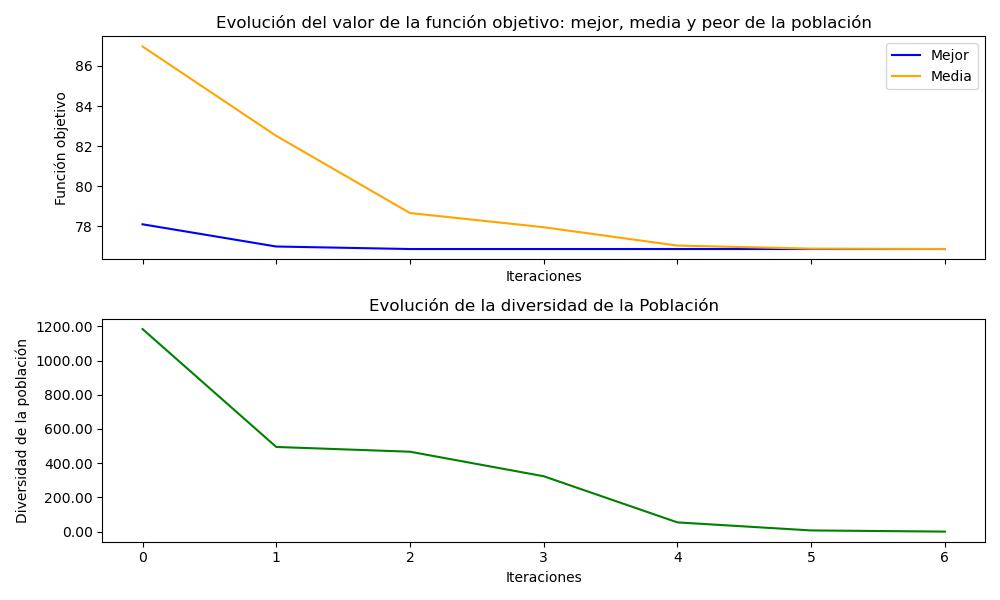 Evolución del valor de la función objetivo: mejor, media y peor de la población
Función objetivo
86
84
82
80
78
Mejor
Media
Iteraciones
Evolución de la diversidad de la Población
Diversidad de la población
1200.00
1000.00
800.00
600.00
400.00
200.00
0.00
0 1 2 3 4 5 6
Iteraciones